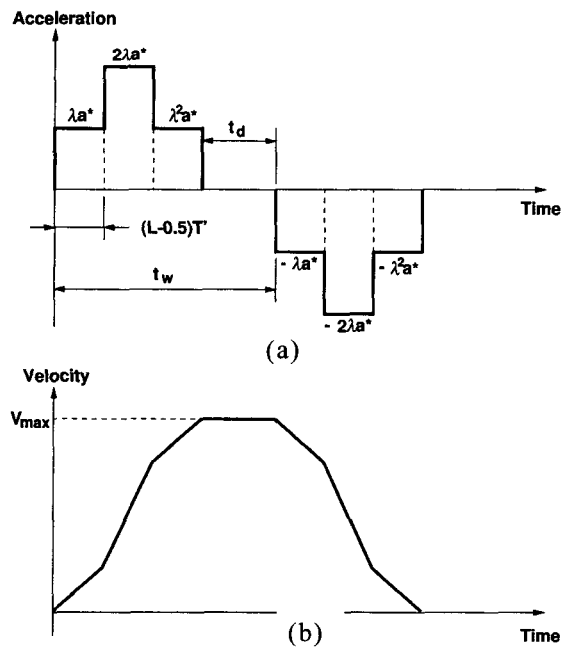 Acceleration
2λa*
λa*
λ²a*
t_d
Time
(L-0.5)T'
- λa*
- λ²a*
t_w
- 2λa*
(a)
Velocity
V_max
Time
(b)